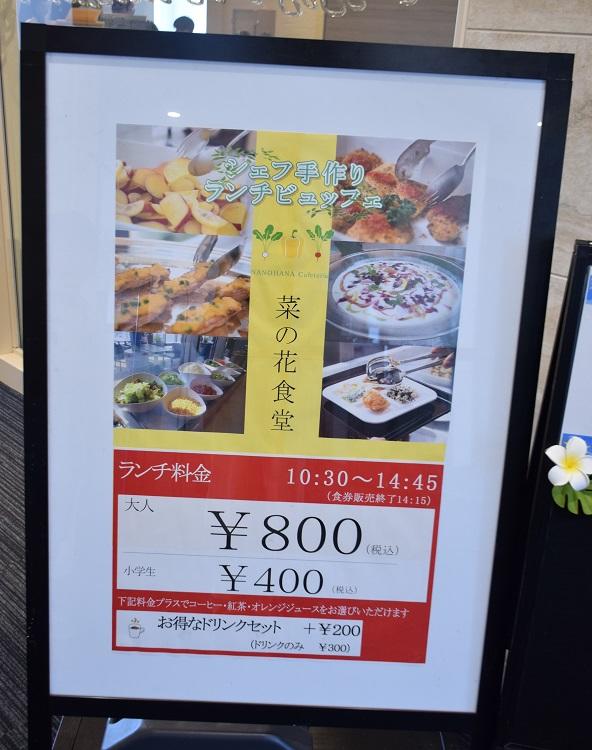 シェフ手作り
ランチビュッフェ
NANOHANA Cafeteria
菜の花食堂
ランチ料金
10:30～14:45
(食券販売終了14:15)
大人
￥800(税込)
小学生
￥400(税込)
下記料金プラスでコーヒー・紅茶・オレンジジュースをお選びいただけます
お得なドリンクセット ＋￥200
(ドリンクのみ ￥300)